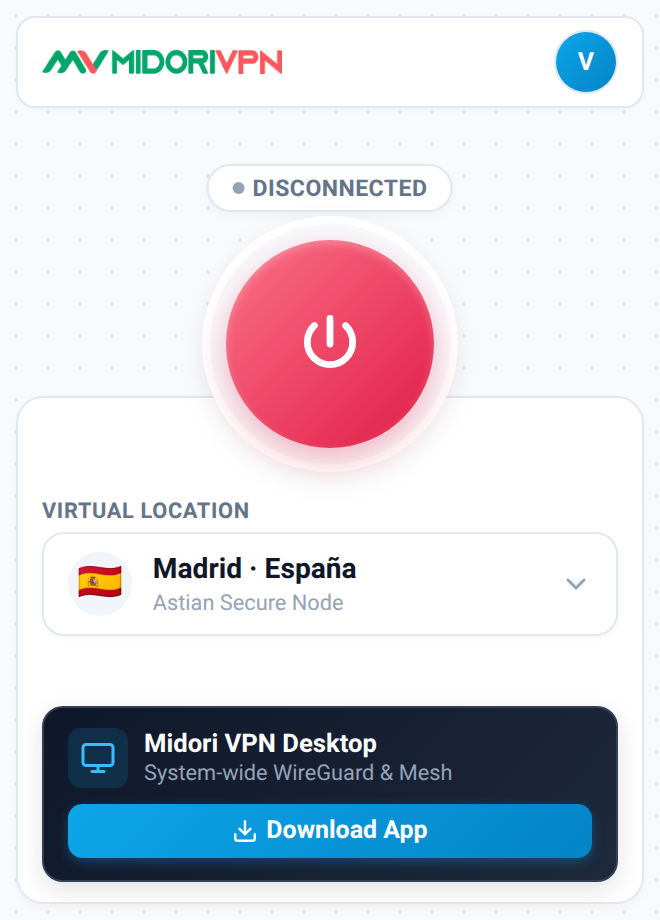 MIDORIVPN
V
DISCONNECTED
VIRTUAL LOCATION
Madrid · España
Astian Secure Node
Midori VPN Desktop
System-wide WireGuard & Mesh
Download App